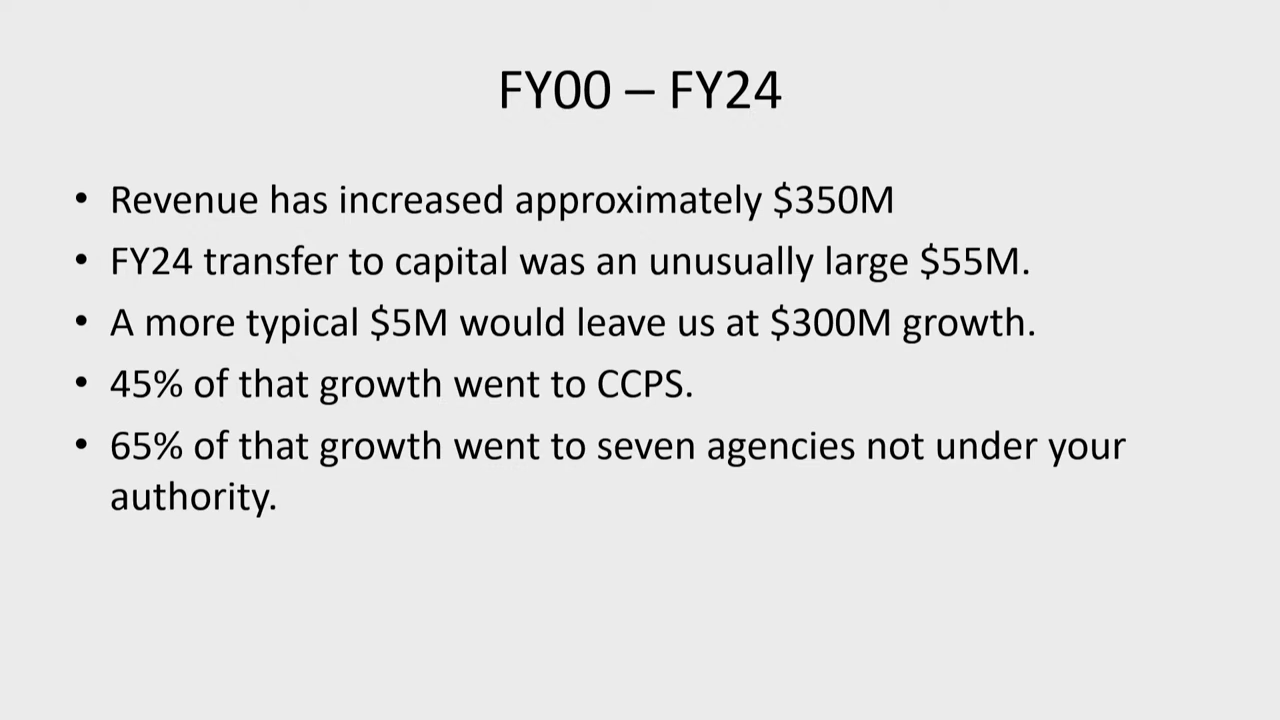 FY00 – FY24
• Revenue has increased approximately $350M
• FY24 transfer to capital was an unusually large $55M.
• A more typical $5M would leave us at $300M growth.
• 45% of that growth went to CCPS.
• 65% of that growth went to seven agencies not under your
authority.